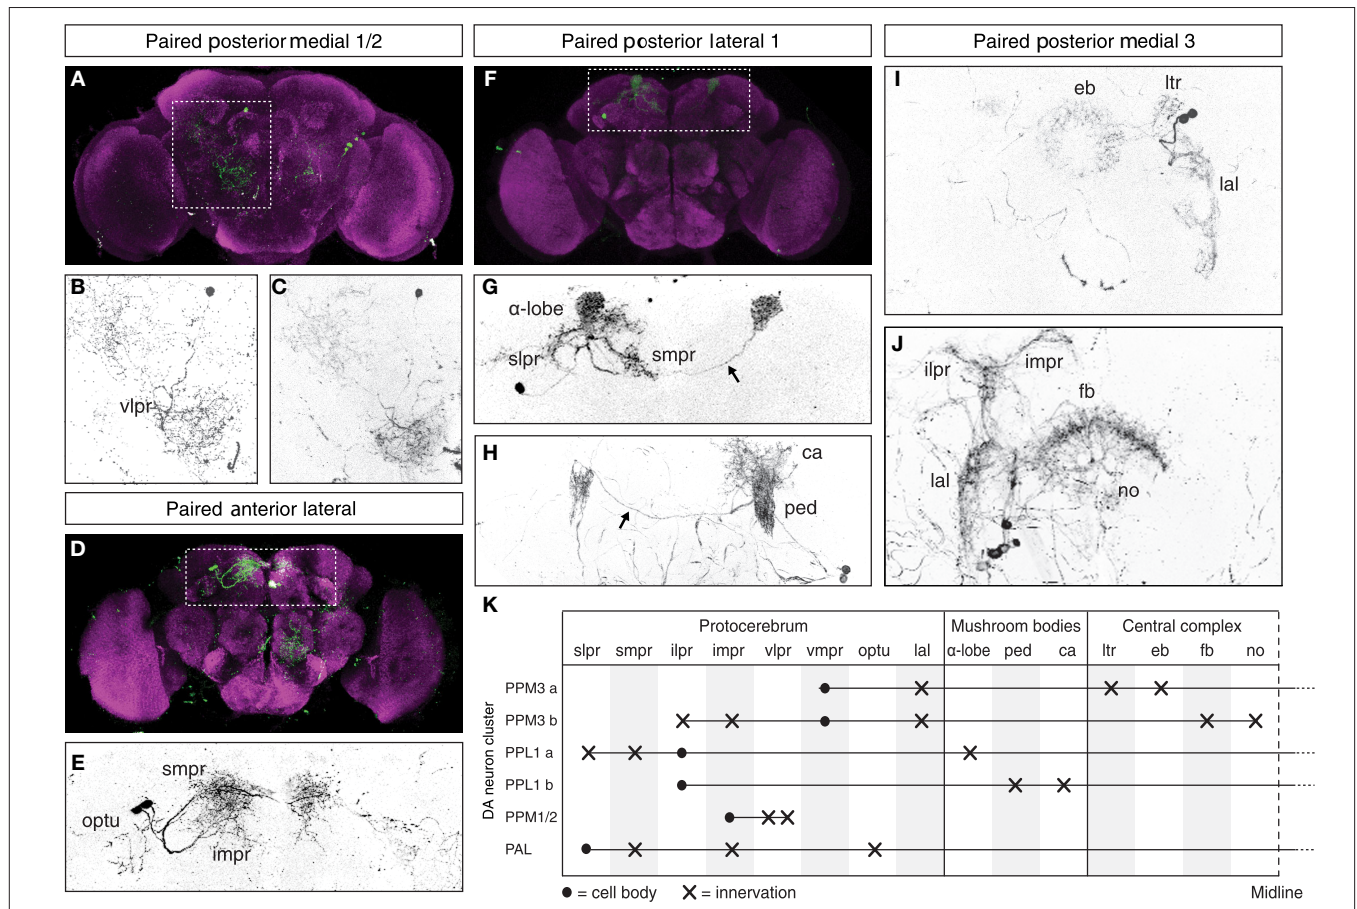 Paired posterior medial 1/2
Paired posterior lateral 1
Paired posterior medial 3
A
B
vlpr
C
Paired anterior lateral
D
E
smpr
optu
impr
F
G
α-lobe
slpr
smpr
H
ca
ped
I
eb
ltr
lal
J
ilpr
impr
fb
lal
no
K
Protocerebrum
Mushroom bodies
Central complex
slpr smpr ilpr impr vlpr vmpr optu lal α-lobe ped ca ltr eb fb no
DA neuron cluster
PPM3 a
PPM3 b
PPL1 a
PPL1 b
PPM1/2
PAL
= cell body
= innervation
Midline